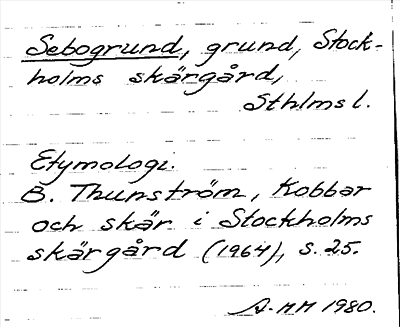 Sebogrund, grund, Stock-
holms skärgård,
Sthlms l.
Etymologi.
B. Thunström, Kobbar
och skär i Stockholms
skärgård (1964), s. 25.
A-MM 1980.